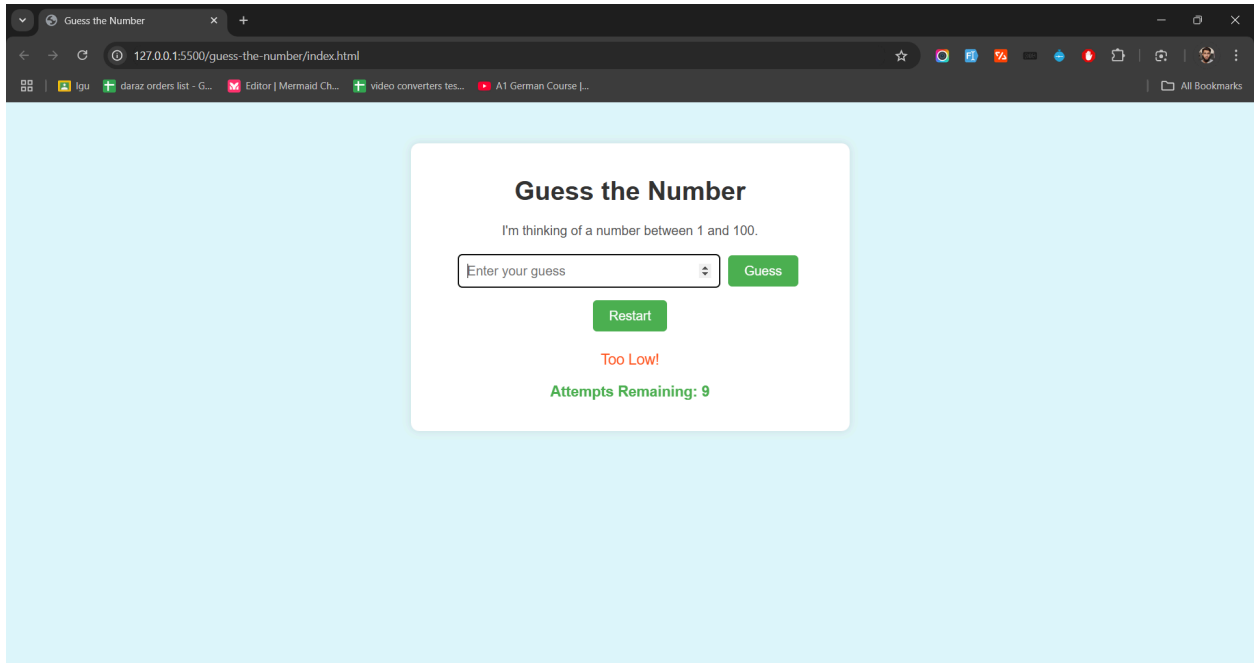 Guess the Number
127.0.0.1:5500/guess-the-number/index.html
Igu daraz orders list - G... Editor | Mermaid Ch... video converters tes... A1 German Course |... All Bookmarks
Guess the Number
I'm thinking of a number between 1 and 100.
Enter your guess Guess
Restart
Too Low!
Attempts Remaining: 9